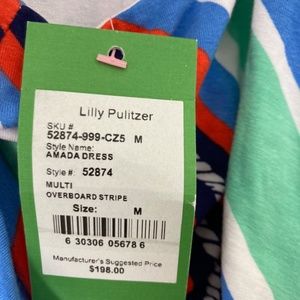 Lilly Pulitzer
SKU #
52874-999-CZ5 M
Style Name:
AMADA DRESS
Style #: 52874
MULTI
OVERBOARD STRIPE
Size: M
6 30306 05678 6
Manufacturer's Suggested Price
$198.00